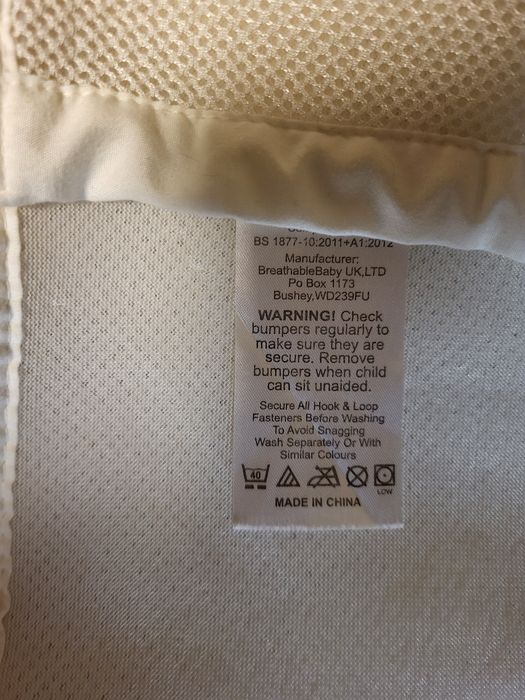 BS 1877-10:2011+A1:2012
Manufacturer:
BreathableBaby UK,LTD
Po Box 1173
Bushey,WD239FU
WARNING! Check
bumpers regularly to
make sure they are
secure. Remove
bumpers when child
can sit unaided.
Secure All Hook & Loop
Fasteners Before Washing
To Avoid Snagging
Wash Separately Or With
Similar Colours
40
LOW
MADE IN CHINA